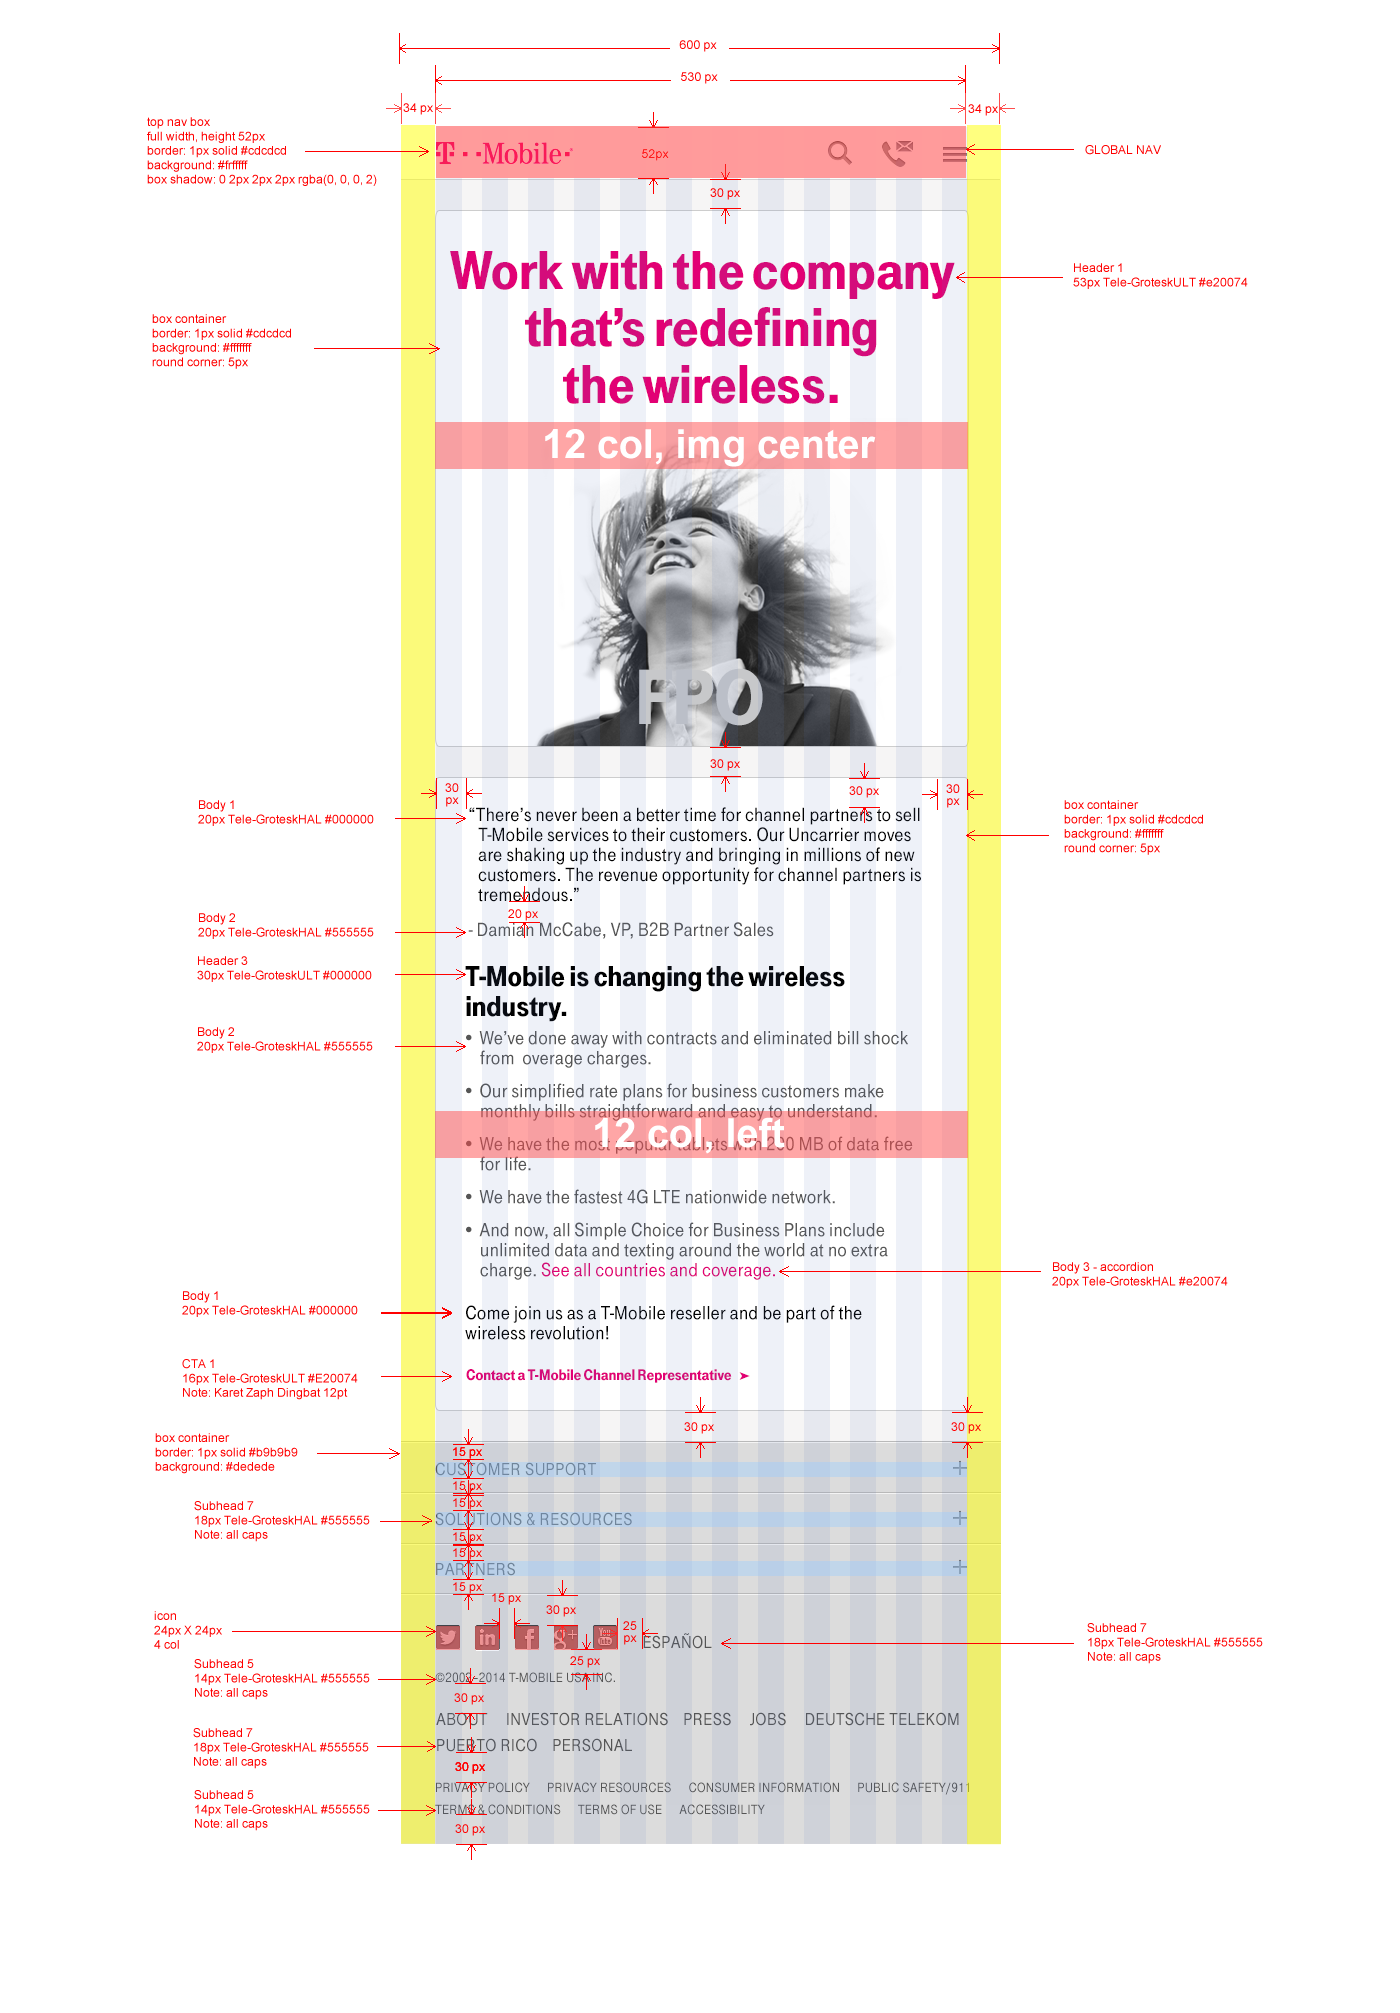 600 px
530 px
34 px
34 px
top nav box
full width, height 52px
border: 1px solid #cdcdcd
background: #frfffff
box shadow: 0 2px 2px 2px rgba(0, 0, 0, 2)
T··Mobile·
52px
GLOBAL NAV
30 px
Work with the company
that's redefining
the wireless.
Header 1
53px Tele-GroteskULT #e20074
box container
border: 1px solid #cdcdcd
background: #fffffff
round corner: 5px
12 col, img center
FPO
30 px
30 px
30 px
30 px
Body 1
20px Tele-GroteskHAL #000000
“There’s never been a better time for channel partners to sell
T-Mobile services to their customers. Our Uncarrier moves
are shaking up the industry and bringing in millions of new
customers. The revenue opportunity for channel partners is
tremendous.”
box container
border: 1px solid #cdcdcd
background: #fffffff
round corner: 5px
20 px
Body 2
20px Tele-GroteskHAL #555555
- Damian McCabe, VP, B2B Partner Sales
Header 3
30px Tele-GroteskULT #000000
T-Mobile is changing the wireless
industry.
Body 2
20px Tele-GroteskHAL #555555
• We’ve done away with contracts and eliminated bill shock
from overage charges.
• Our simplified rate plans for business customers make
monthly bills straightforward and easy to understand.
12 col, left
• We have the most popular tablets with 200 MB of data free
for life.
• We have the fastest 4G LTE nationwide network.
• And now, all Simple Choice for Business Plans include
unlimited data and texting around the world at no extra
charge. See all countries and coverage.
Body 3 - accordion
20px Tele-GroteskHAL #e20074
Body 1
20px Tele-GroteskHAL #000000
Come join us as a T-Mobile reseller and be part of the
wireless revolution!
CTA 1
16px Tele-GroteskULT #E20074
Note: Karet Zaph Dingbat 12pt
Contact a T-Mobile Channel Representative ➤
30 px
30 px
box container
border: 1px solid #b9b9b9
background: #dedede
15 px
CUSTOMER SUPPORT +
15 px
15 px
Subhead 7
18px Tele-GroteskHAL #555555
Note: all caps
SOLUTIONS & RESOURCES +
15 px
15 px
PARTNERS +
15 px
15 px
30 px
icon
24px X 24px
4 col
in
f
g+
You
Tube
25
px
ESPAÑOL
Subhead 7
18px Tele-GroteskHAL #555555
Note: all caps
25 px
Subhead 5
14px Tele-GroteskHAL #555555
Note: all caps
©2002-2014 T-MOBILE USA INC.
30 px
ABOUT INVESTOR RELATIONS PRESS JOBS DEUTSCHE TELEKOM
Subhead 7
18px Tele-GroteskHAL #555555
Note: all caps
PUERTO RICO PERSONAL
30 px
PRIVACY POLICY PRIVACY RESOURCES CONSUMER INFORMATION PUBLIC SAFETY/911
Subhead 5
14px Tele-GroteskHAL #555555
Note: all caps
TERMS & CONDITIONS TERMS OF USE ACCESSIBILITY
30 px